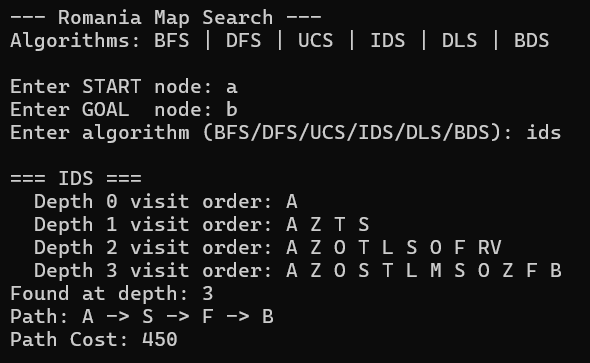 --- Romania Map Search ---
Algorithms: BFS | DFS | UCS | IDS | DLS | BDS
Enter START node: a
Enter GOAL  node: b
Enter algorithm (BFS/DFS/UCS/IDS/DLS/BDS): ids
=== IDS ===
  Depth 0 visit order: A
  Depth 1 visit order: A Z T S
  Depth 2 visit order: A Z O T L S O F RV
  Depth 3 visit order: A Z O S T L M S O Z F B
Found at depth: 3
Path: A -> S -> F -> B
Path Cost: 450